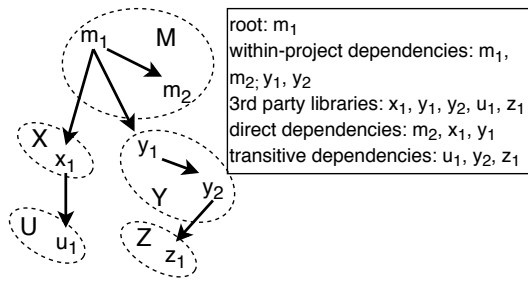 m1
M
m2
X
x1
y1
Y
y2
U
u1
Z
z1
root: m1
within-project dependencies: m1,
m2; y1, y2
3rd party libraries: x1, y1, y2, u1, z1
direct dependencies: m2, x1, y1
transitive dependencies: u1, y2, z1